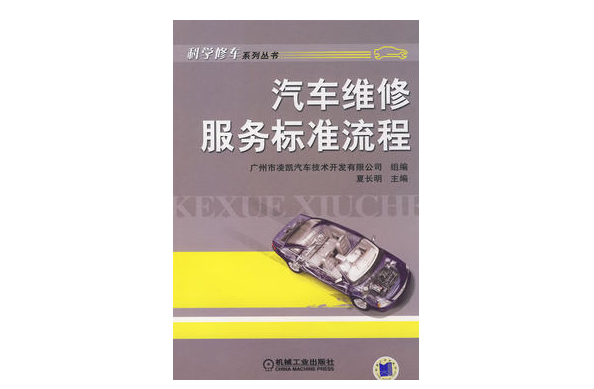 科学修车系列丛书
汽车维修
服务标准流程
广州市凌凯汽车技术开发有限公司 组编
夏长明 主编
KEXUE XIUCHE
机械工业出版社
CHINA MACHINE PRESS